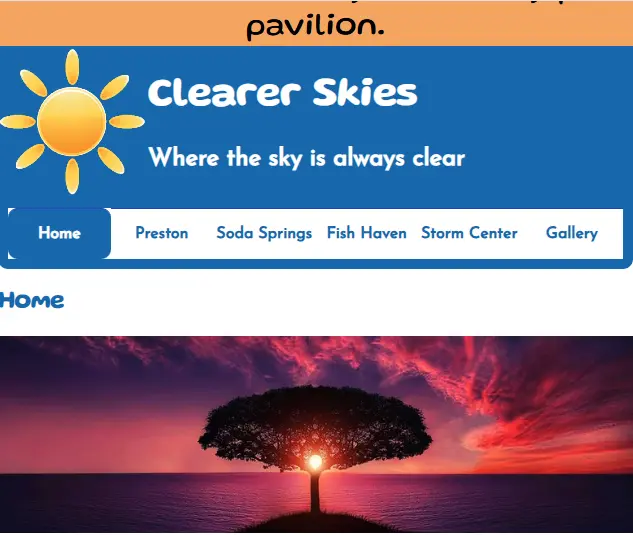 pavilion.
Clearer Skies
Where the sky is always clear
Home Preston Soda Springs Fish Haven Storm Center Gallery
Home